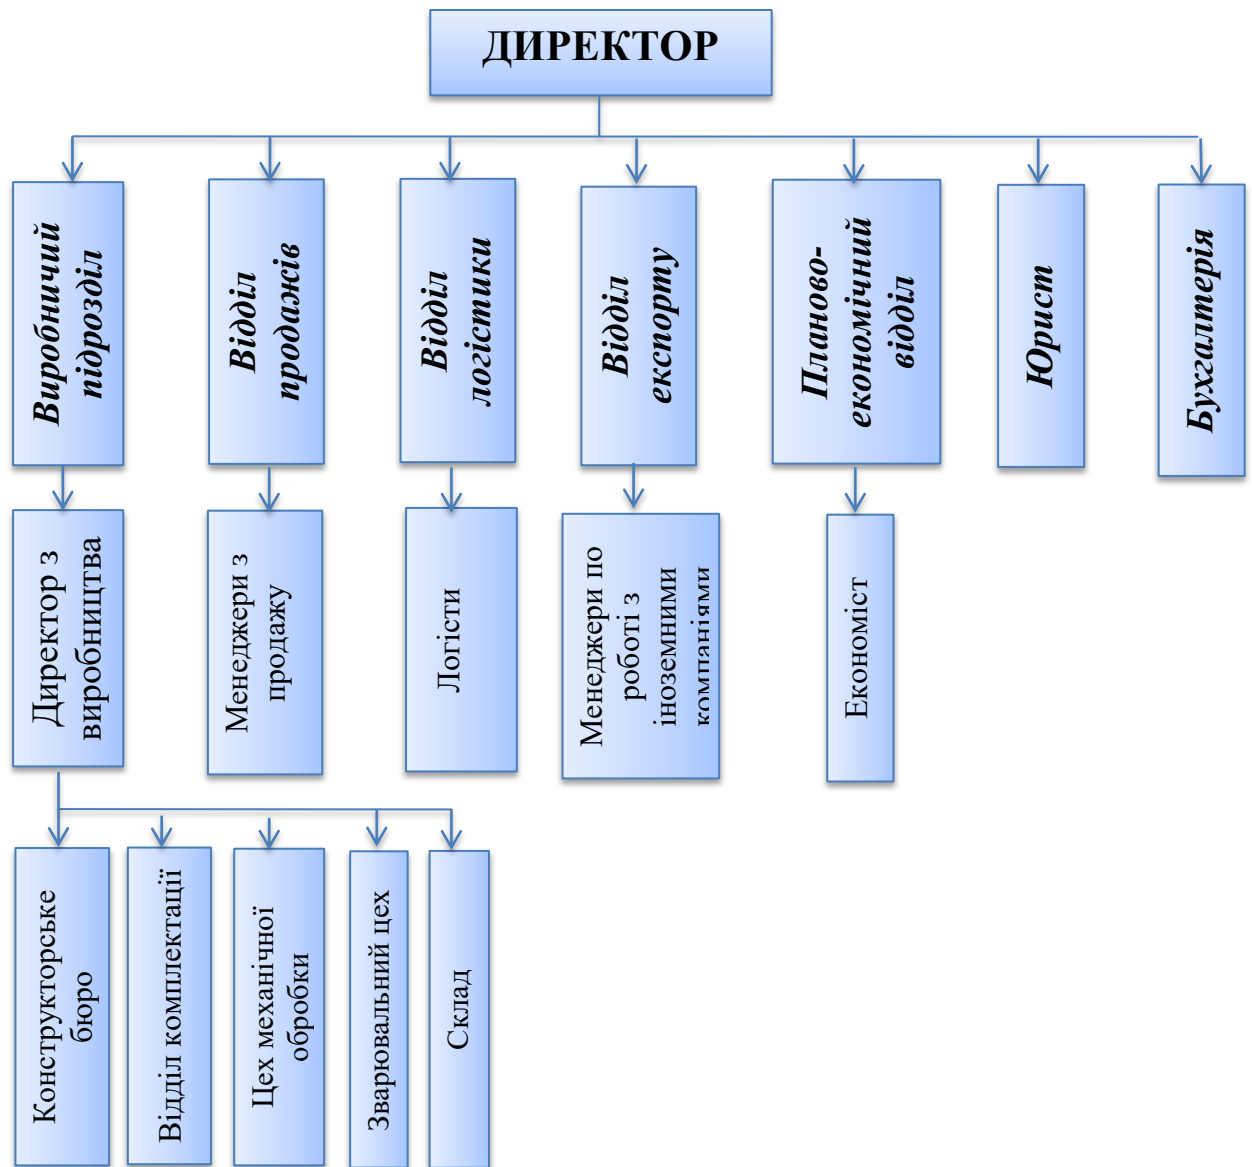 ДИРЕКТОР
Виробничий
підрозділ
Відділ
продажів
Відділ
логістики
Відділ
експорту
Планово-
економічний
відділ
Юрист
Бухгалтерія
Директор з
виробництва
Менеджери з
продажу
Логісти
Менеджери по
роботі з
іноземними
компаніями
Економіст
Конструкторське
бюро
Відділ комплектації
Цех механічної
обробки
Зварювальний цех
Склад